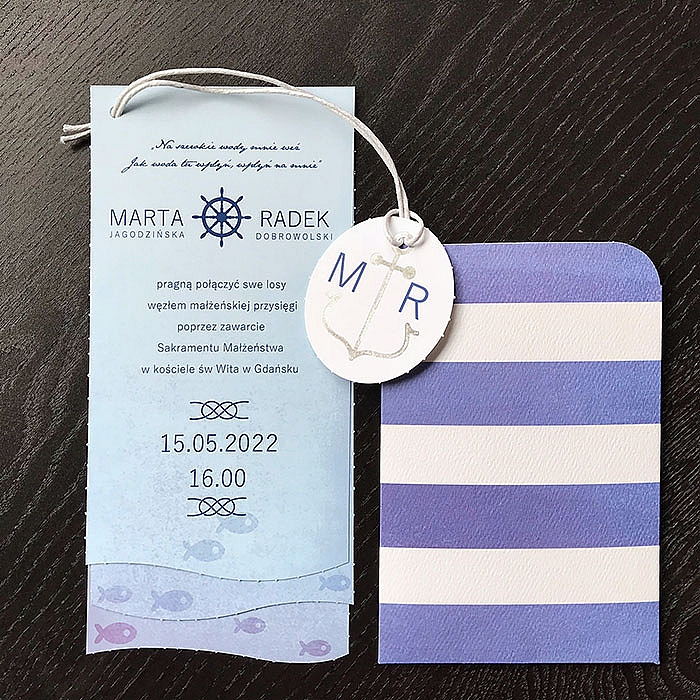 „Na szerokie wody mnie weź
Jak woda tu wpłyń, wpłyń na mnie”
MARTA RADEK
JAGODZIŃSKA DOBROWOLSKI
pragną połączyć swe losy
węzłem małżeńskiej przysięgi
poprzez zawarcie
Sakramentu Małżeństwa
w kościele św Wita w Gdańsku
15.05.2022
16.00
M R